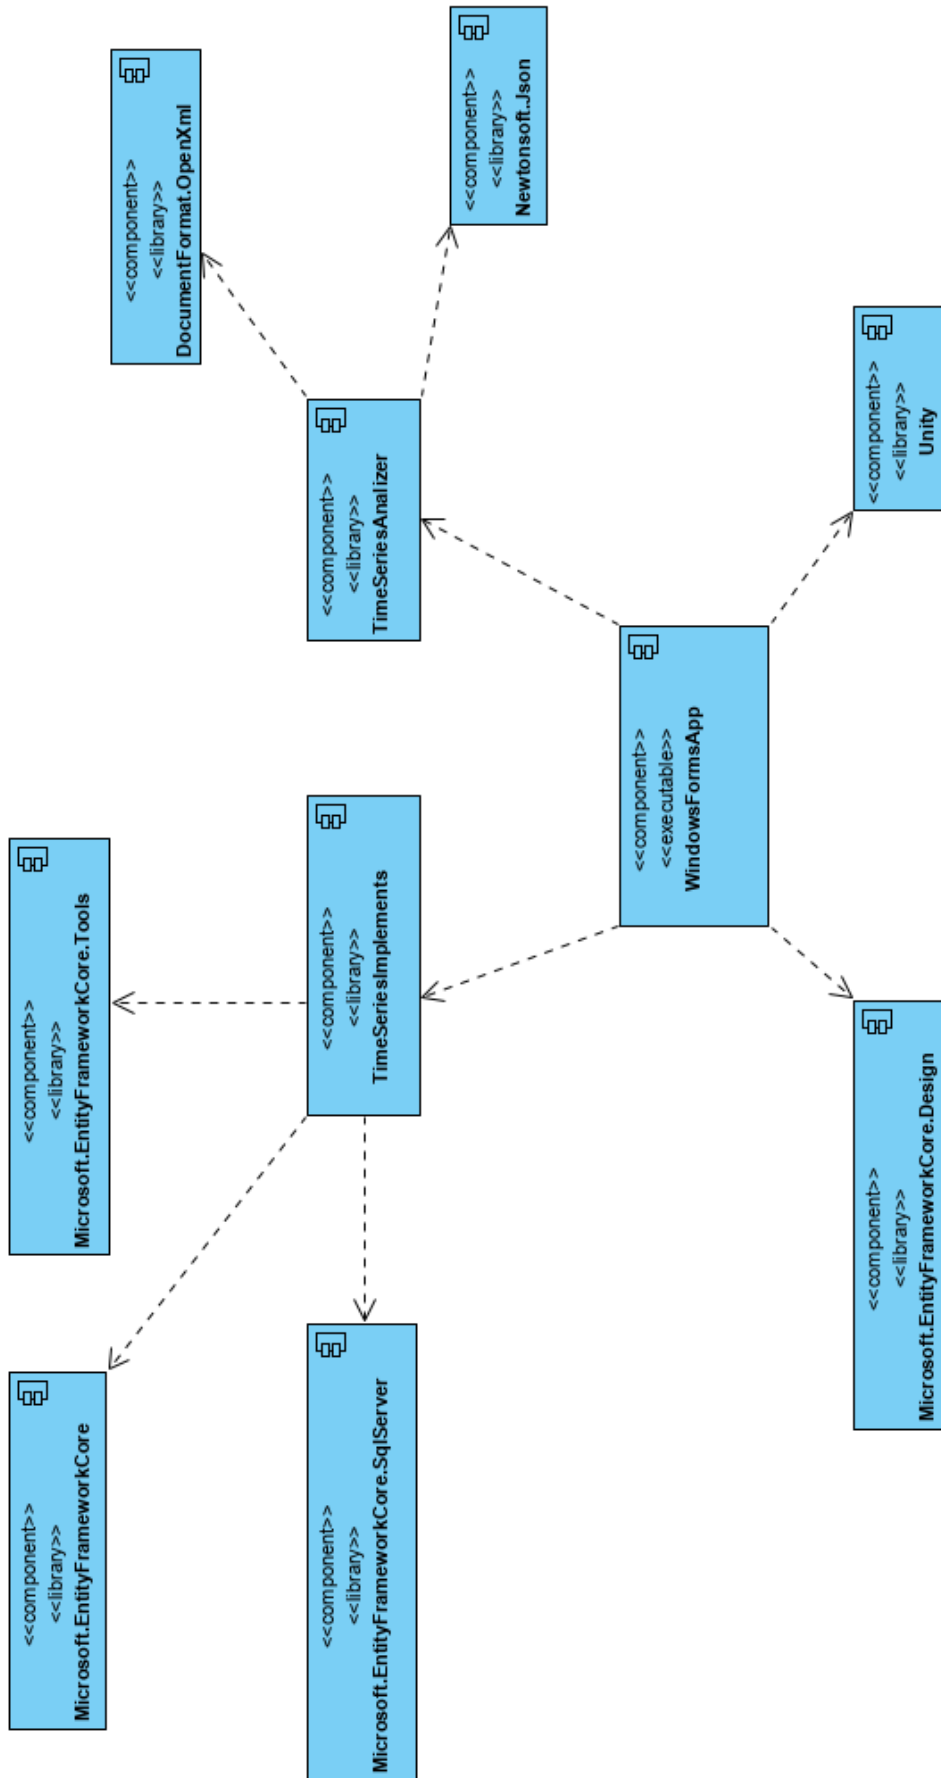 <<component>>
<<library>>
Microsoft.EntityFrameworkCore
<<component>>
<<library>>
Microsoft.EntityFrameworkCore.Tools
<<component>>
<<library>>
DocumentFormat.OpenXml
<<component>>
<<library>>
Microsoft.EntityFrameworkCore.SqlServer
<<component>>
<<library>>
TimeSeriesImplements
<<component>>
<<library>>
TimeSeriesAnalizer
<<component>>
<<library>>
Newtonsoft.Json
<<component>>
<<executable>>
WindowsFormsApp
<<component>>
<<library>>
Microsoft.EntityFrameworkCore.Design
<<component>>
<<library>>
Unity